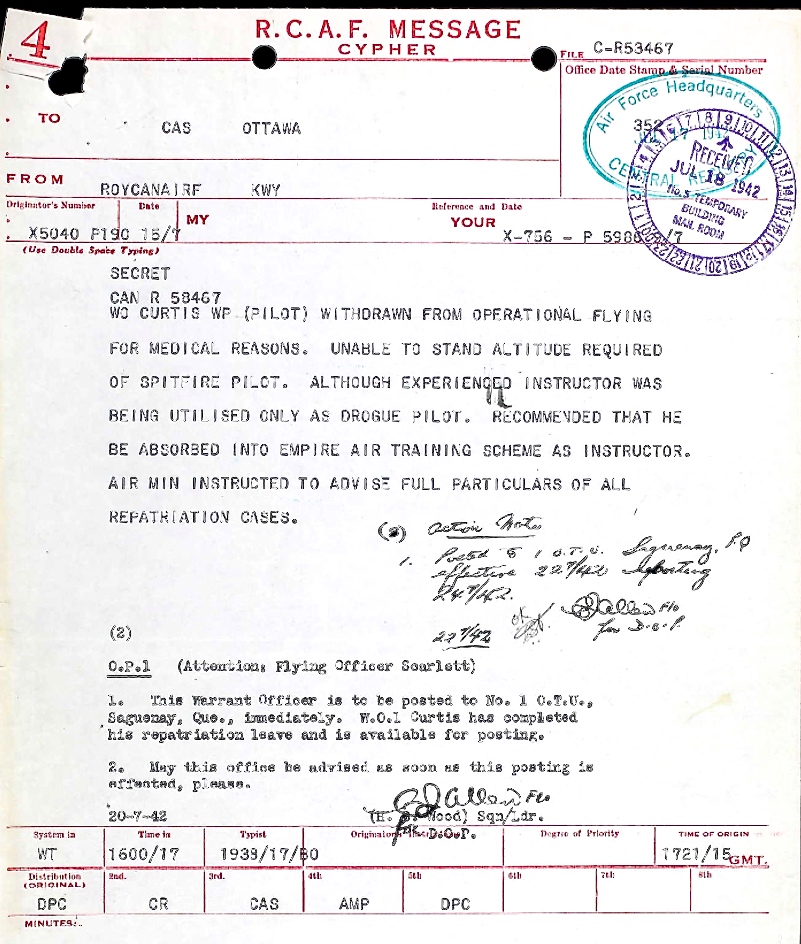 4
R.C.A.F. MESSAGE
CYPHER
FILE C-R53467
Office Date Stamp & Serial Number
Air Force Headquarters
352
CENTRAL
RECEIVED
JUL 18 1942
No. 5 TEMPORARY
BUILDING
MAIL ROOM
TO
CAS OTTAWA
FROM
ROYCANAIRF KWY
Originator's Number Date MY Reference and Date YOUR
X5040 P190 15/7 X-756 - P 17
(Use Double Space Typing)
SECRET
CAN R 58467
WO CURTIS WP (PILOT) WITHDRAWN FROM OPERATIONAL FLYING
FOR MEDICAL REASONS. UNABLE TO STAND ALTITUDE REQUIRED
OF SPITFIRE PILOT. ALTHOUGH EXPERIENCED INSTRUCTOR WAS
BEING UTILISED ONLY AS DROGUE PILOT. RECOMMENDED THAT HE
BE ABSORBED INTO EMPIRE AIR TRAINING SCHEME AS INSTRUCTOR.
AIR MIN INSTRUCTED TO ADVISE FULL PARTICULARS OF ALL
REPATRIATION CASES.
(3) Action Notes
1. Posted to 1 O.T.U. Saguenay, P.Q
effective 22/7/42 reporting
24/7/42.
Allen F/o
for D.O.P.
22/7/42
(2)
O.P.1 (Attention: Flying Officer Scarlett)
1. This Warrant Officer is to be posted to No. 1 O.T.U.,
Saguenay, Que., immediately. W.O.1 Curtis has completed
his repatriation leave and is available for posting.
2. May this office be advised as soon as this posting is
effected, please.
Allen F/o
20-7-42 (H. Wood) Sqn/Ldr.
for D.O.P.
System in Time in Typist Originator's Degree of Priority TIME OF ORIGIN
WT 1600/17 1939/17/BO 1721/15 GMT.
Distribution (ORIGINAL) 2nd. 3rd. 4th 5th 6th 7th 8th
DPC CR CAS AMP DPC
MINUTES: